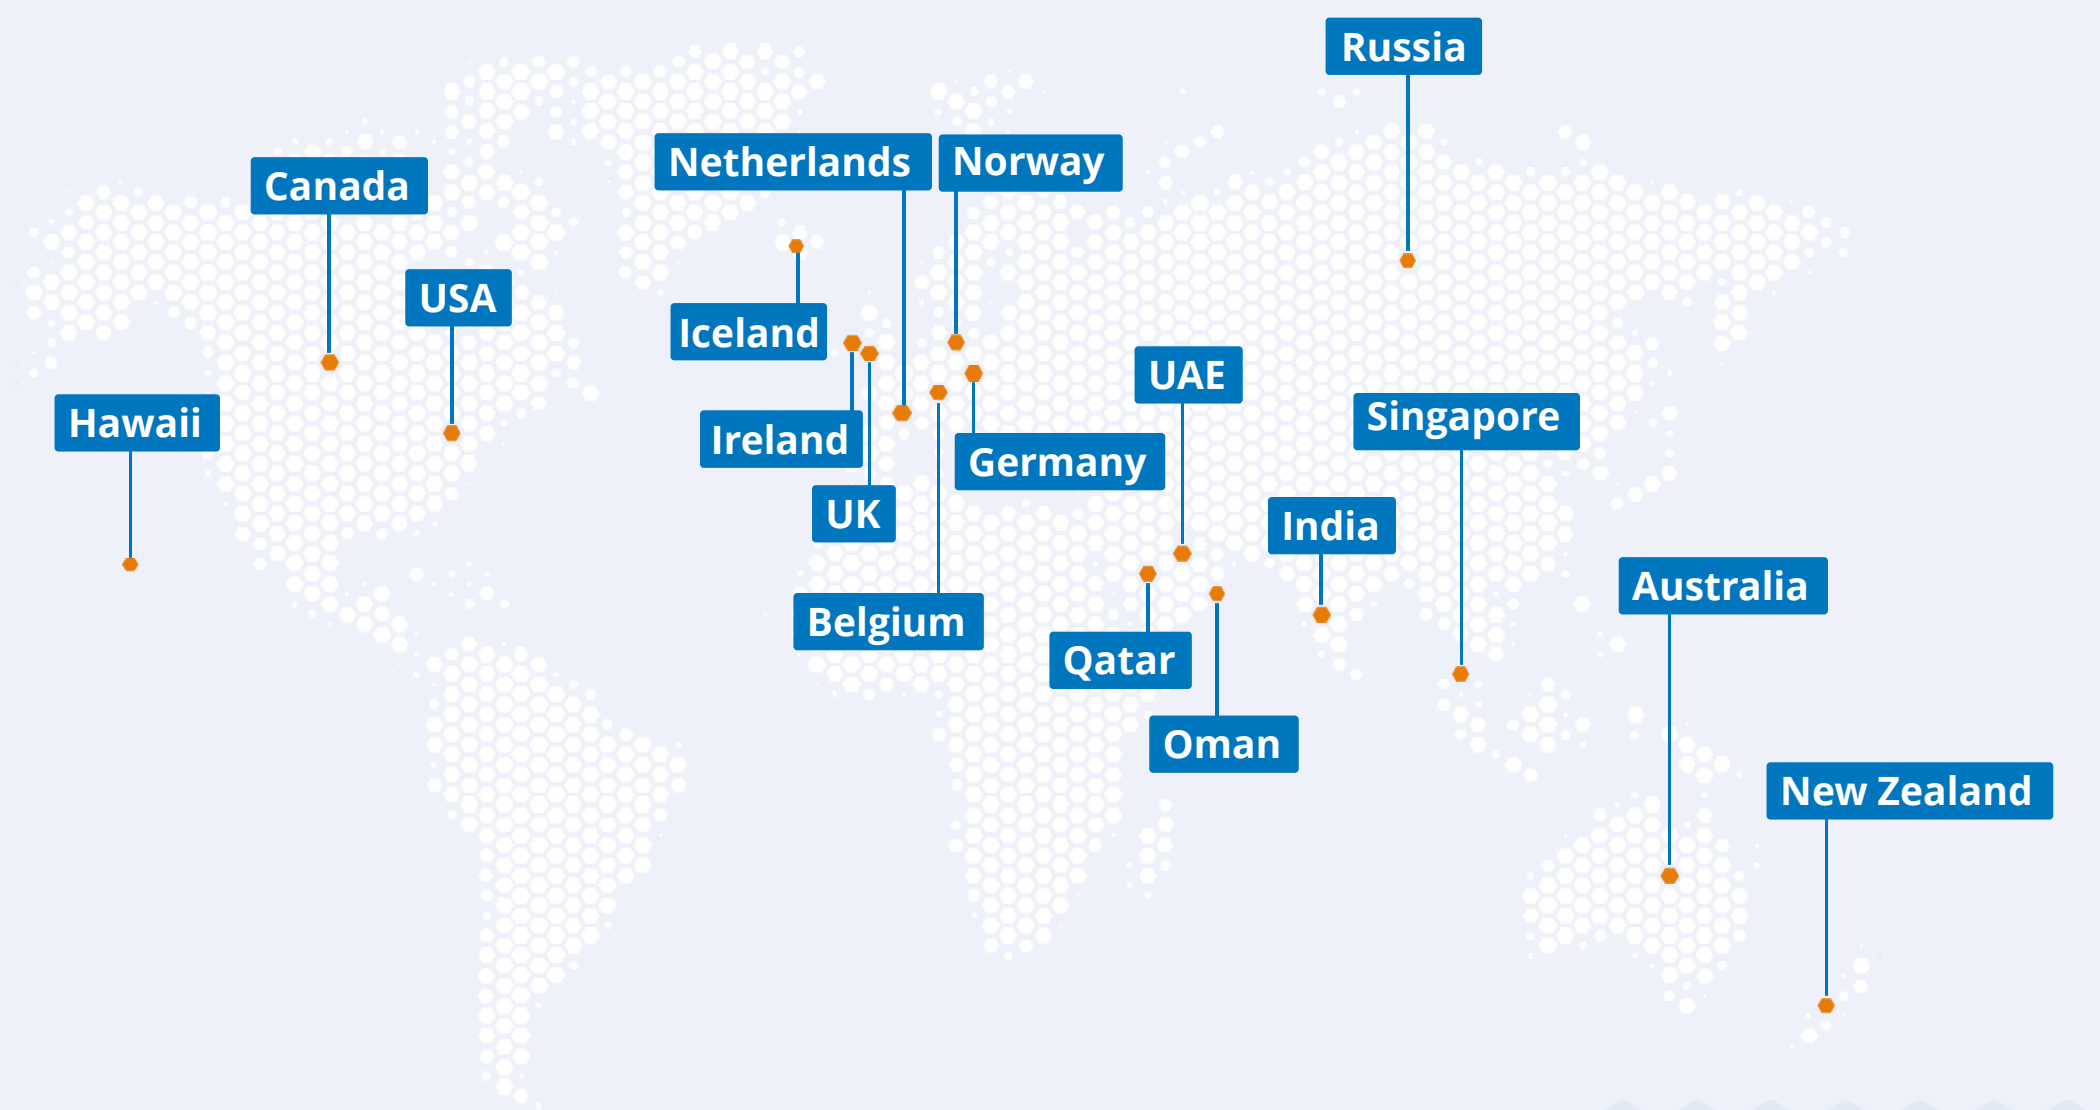 Russia
Netherlands
Norway
Canada
USA
Iceland
UAE
Hawaii
Singapore
Ireland
Germany
UK
India
Australia
Belgium
Qatar
Oman
New Zealand